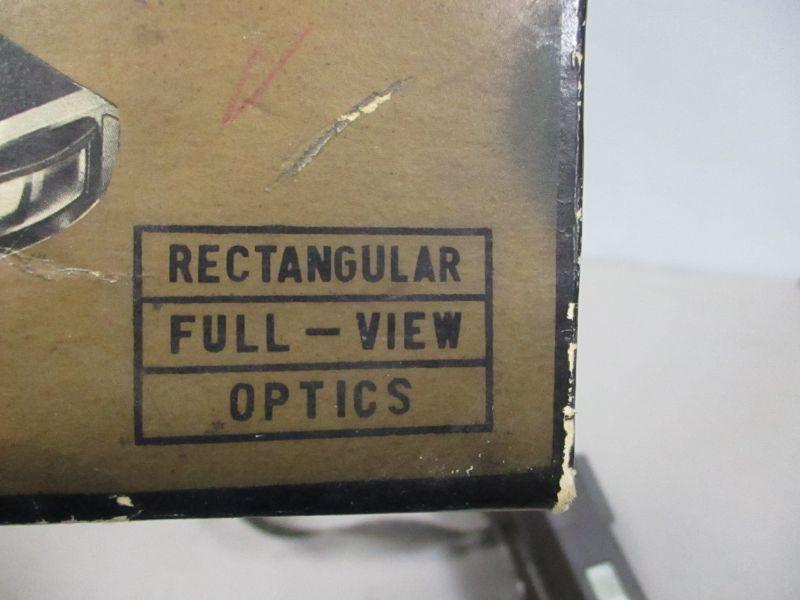 RECTANGULAR
FULL — VIEW
OPTICS